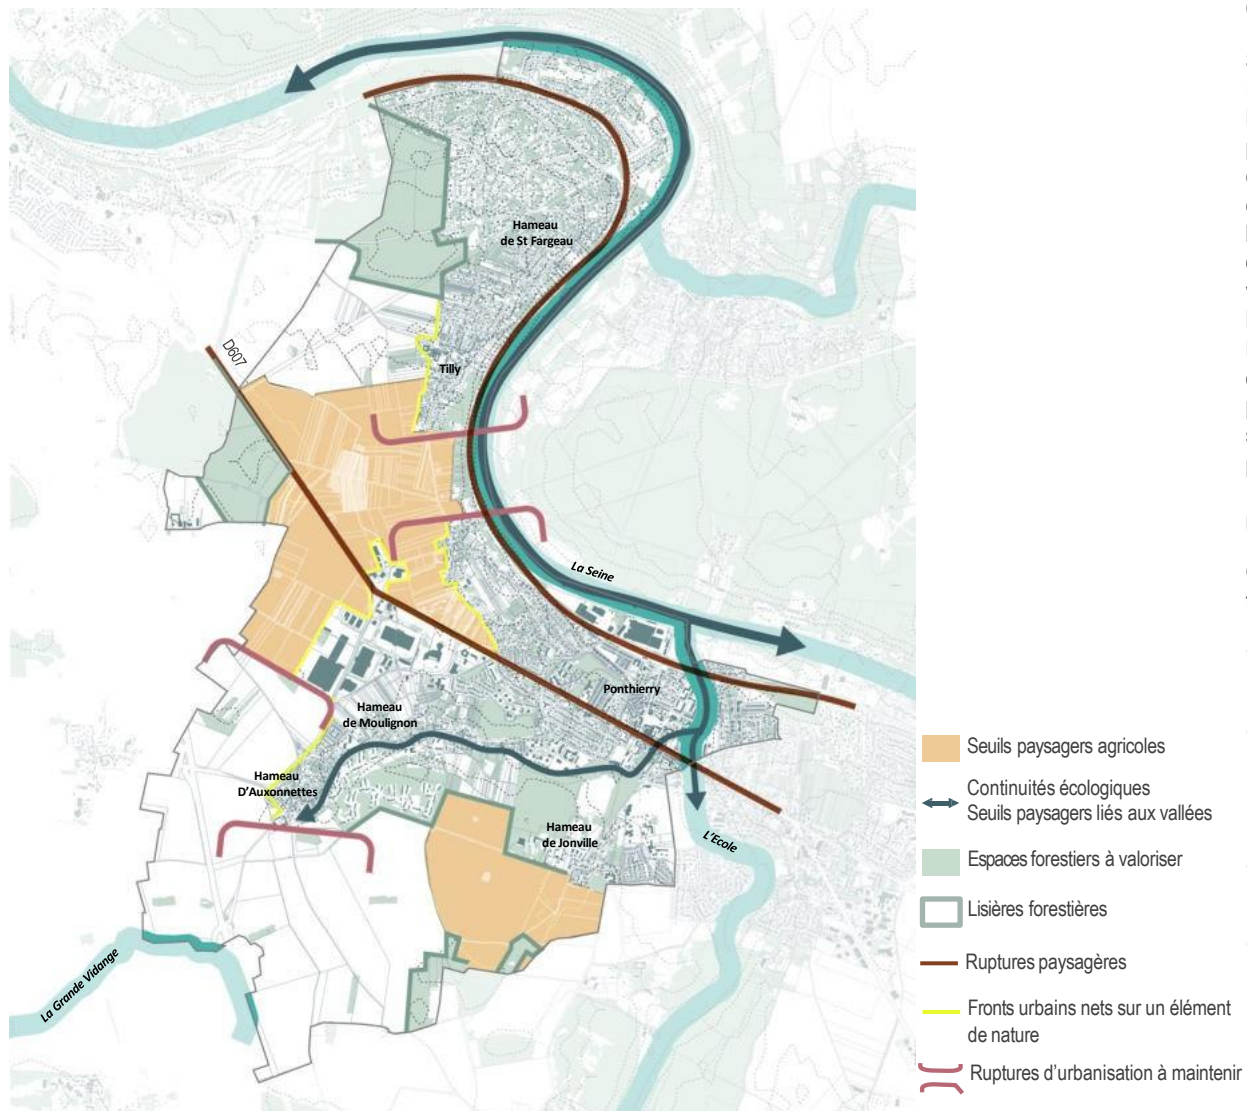 Hameau
de St Fargeau
D607
Tilly
La Seine
Ponthierry
Hameau
de Moulignon
Hameau
D'Auxonnettes
Hameau
de Jonville
L'Ecole
La Grande Vidange
Seuils paysagers agricoles
Continuités écologiques
Seuils paysagers liés aux vallées
Espaces forestiers à valoriser
Lisières forestières
Ruptures paysagères
Fronts urbains nets sur un élément
de nature
Ruptures d'urbanisation à maintenir